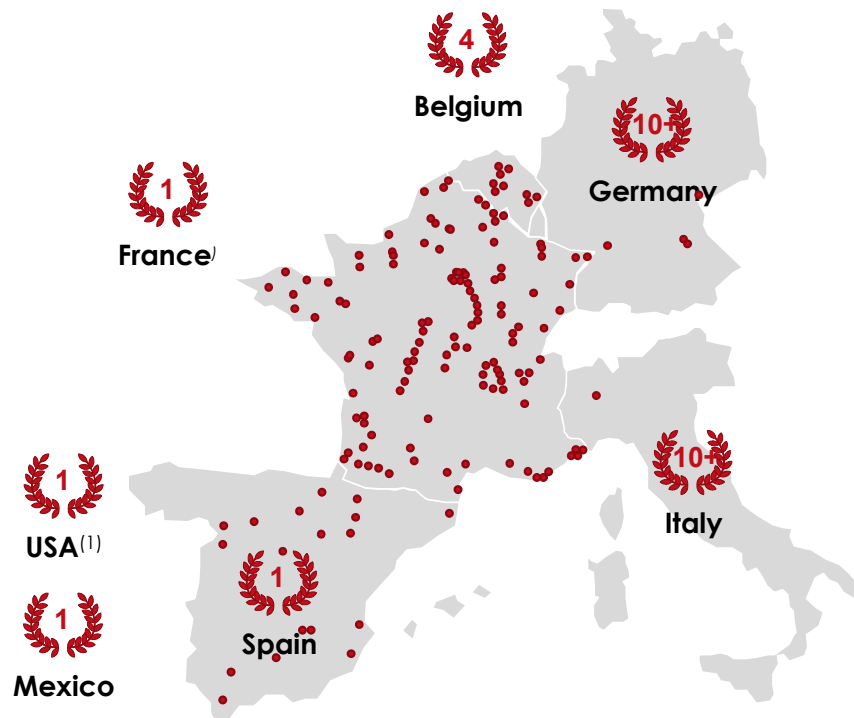 4
Belgium
10+
Germany
1
France)
10+
Italy
1
USA(1)
1
Spain
1
Mexico